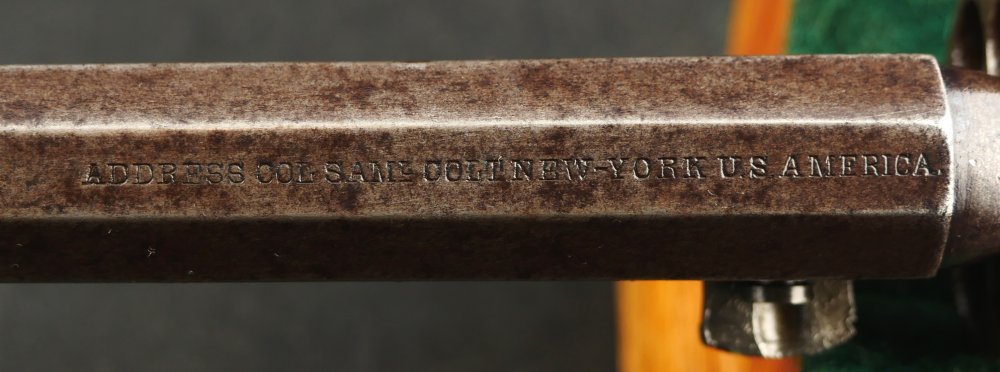 ADDRESS COL SAML COLT NEW-YORK U.S AMERICA.